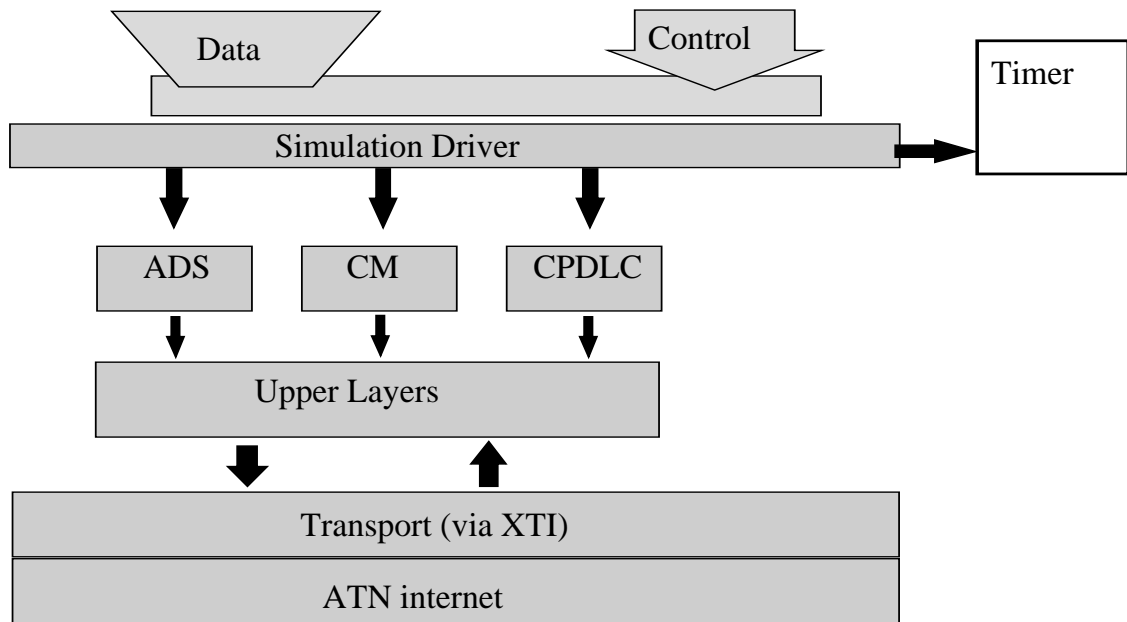 Data
Control
Timer
Simulation Driver
ADS
CM
CPDLC
Upper Layers
Transport (via XTI)
ATN internet